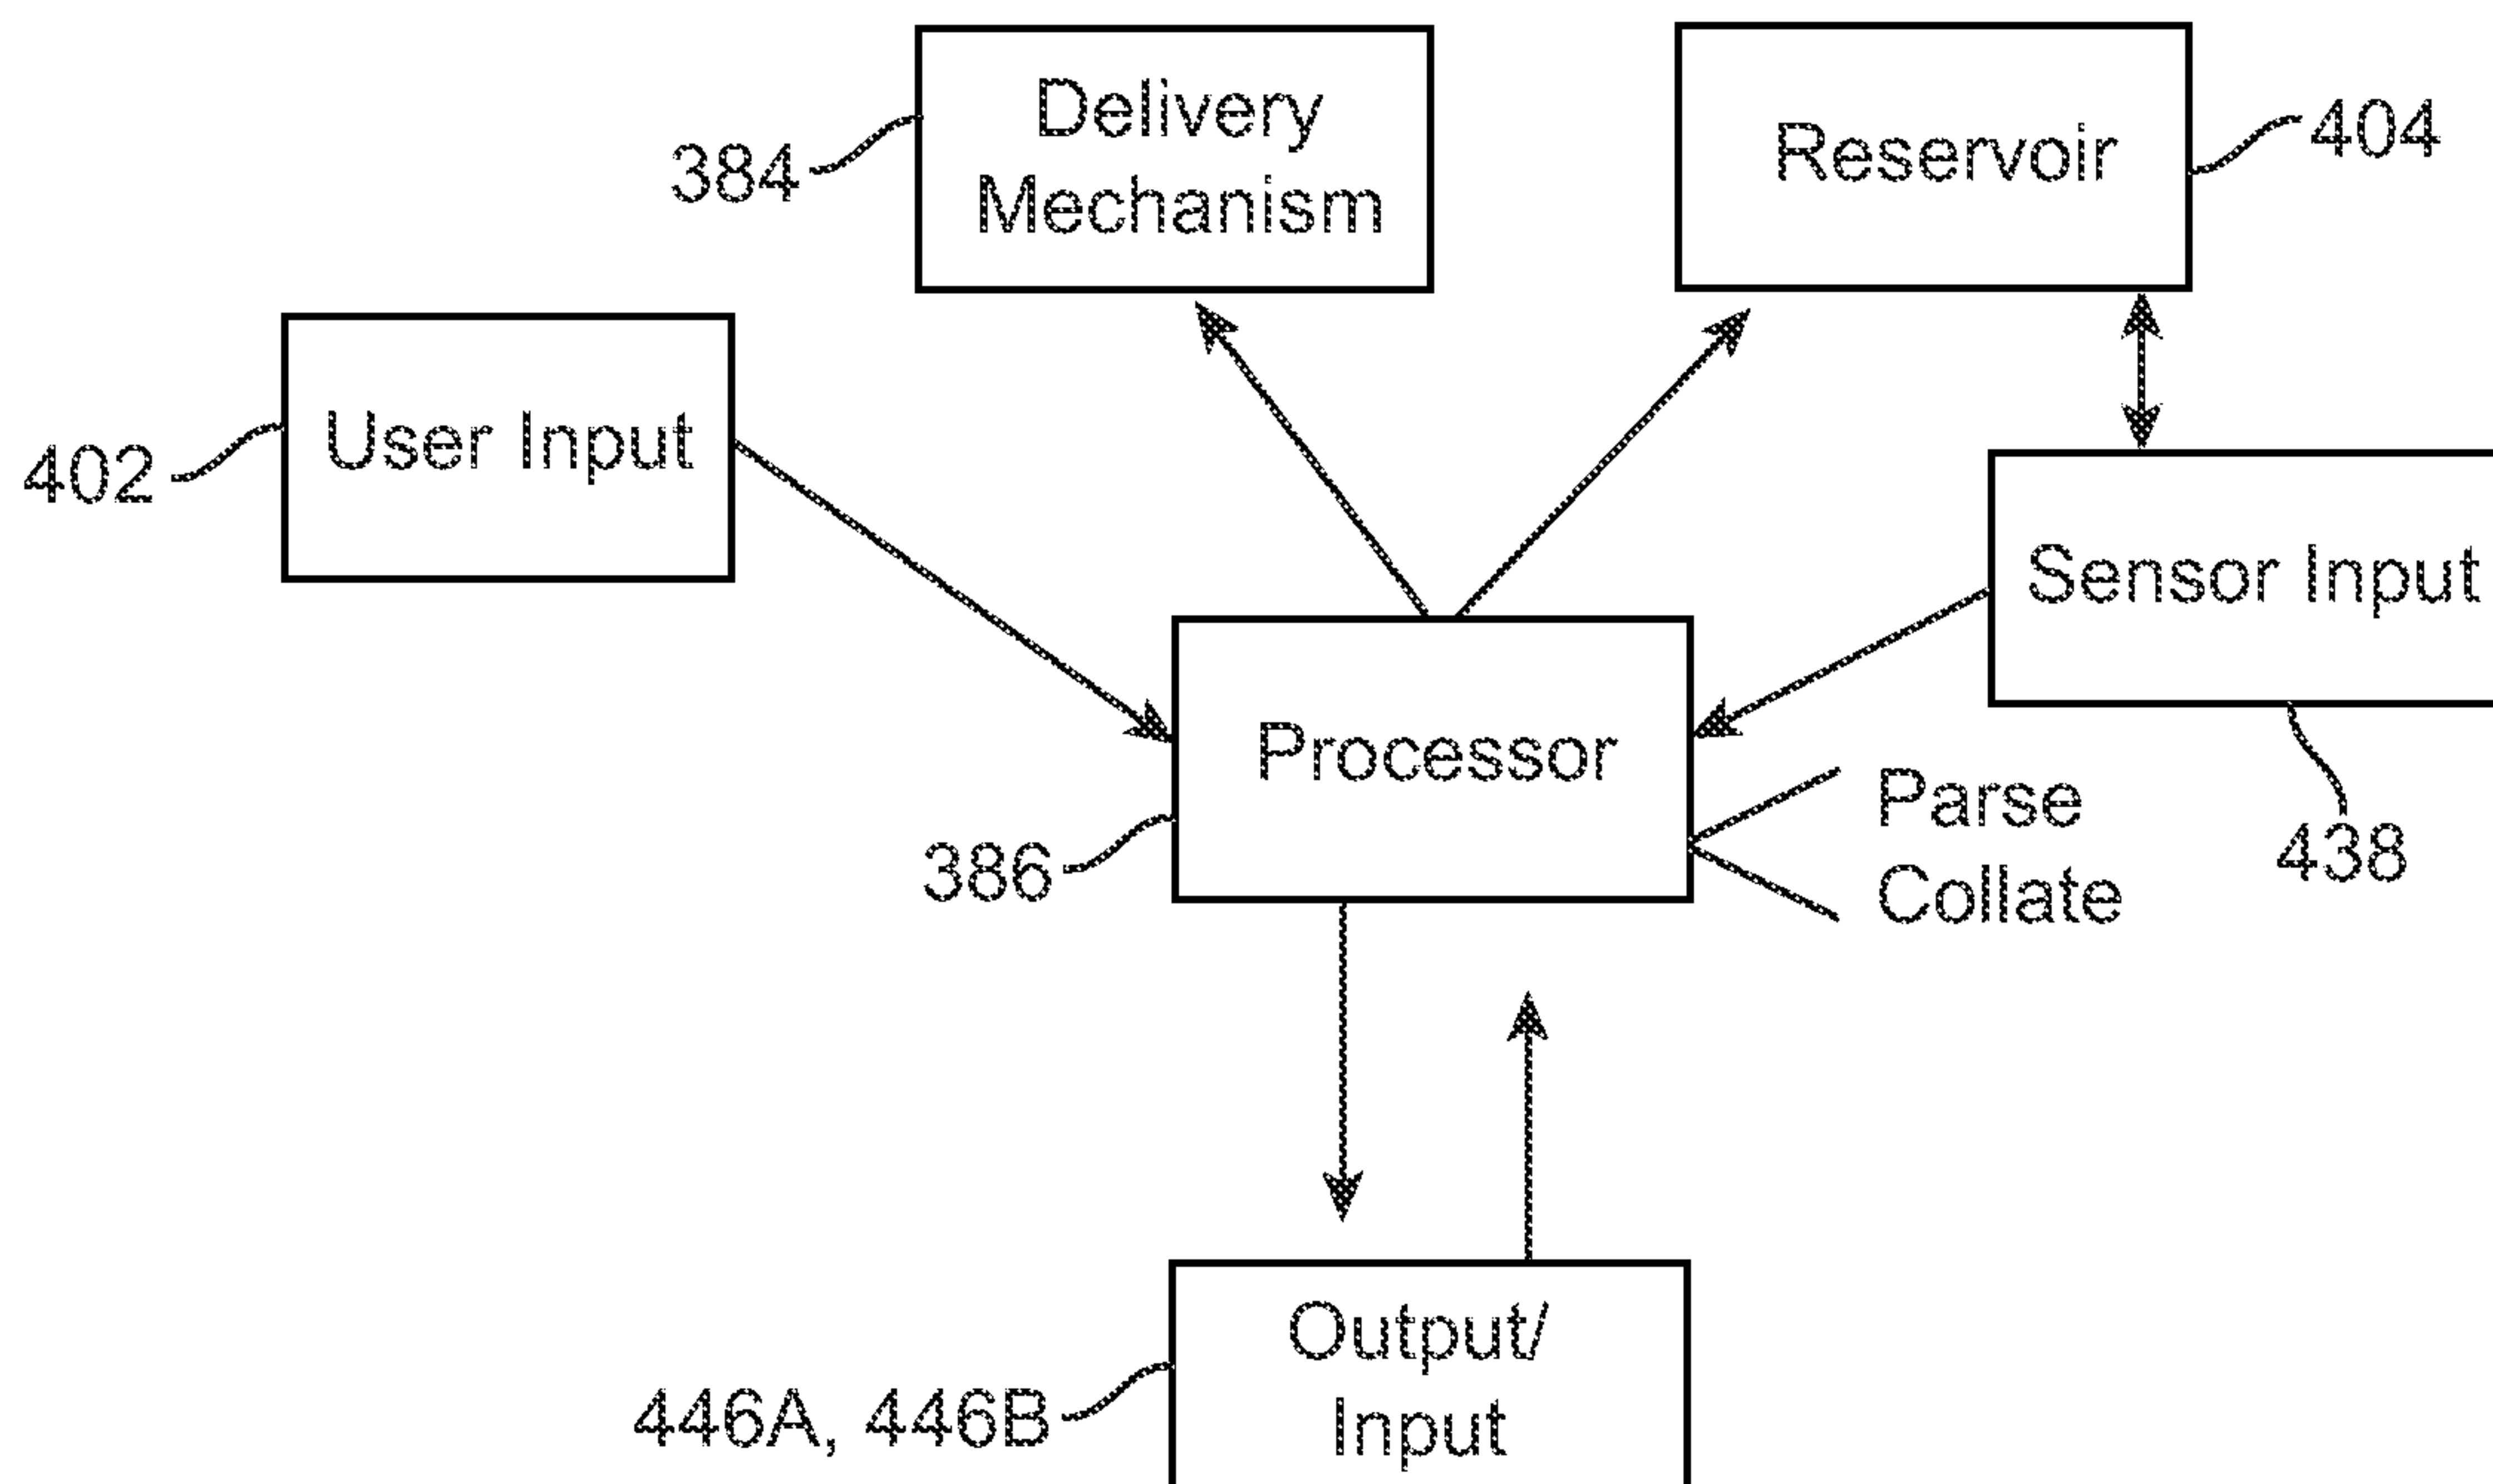 Delivery
Mechanism
384
Reservoir
404
User Input
402
Sensor Input
438
Processor
386
Parse
Collate
Output/
Input
446A, 446B